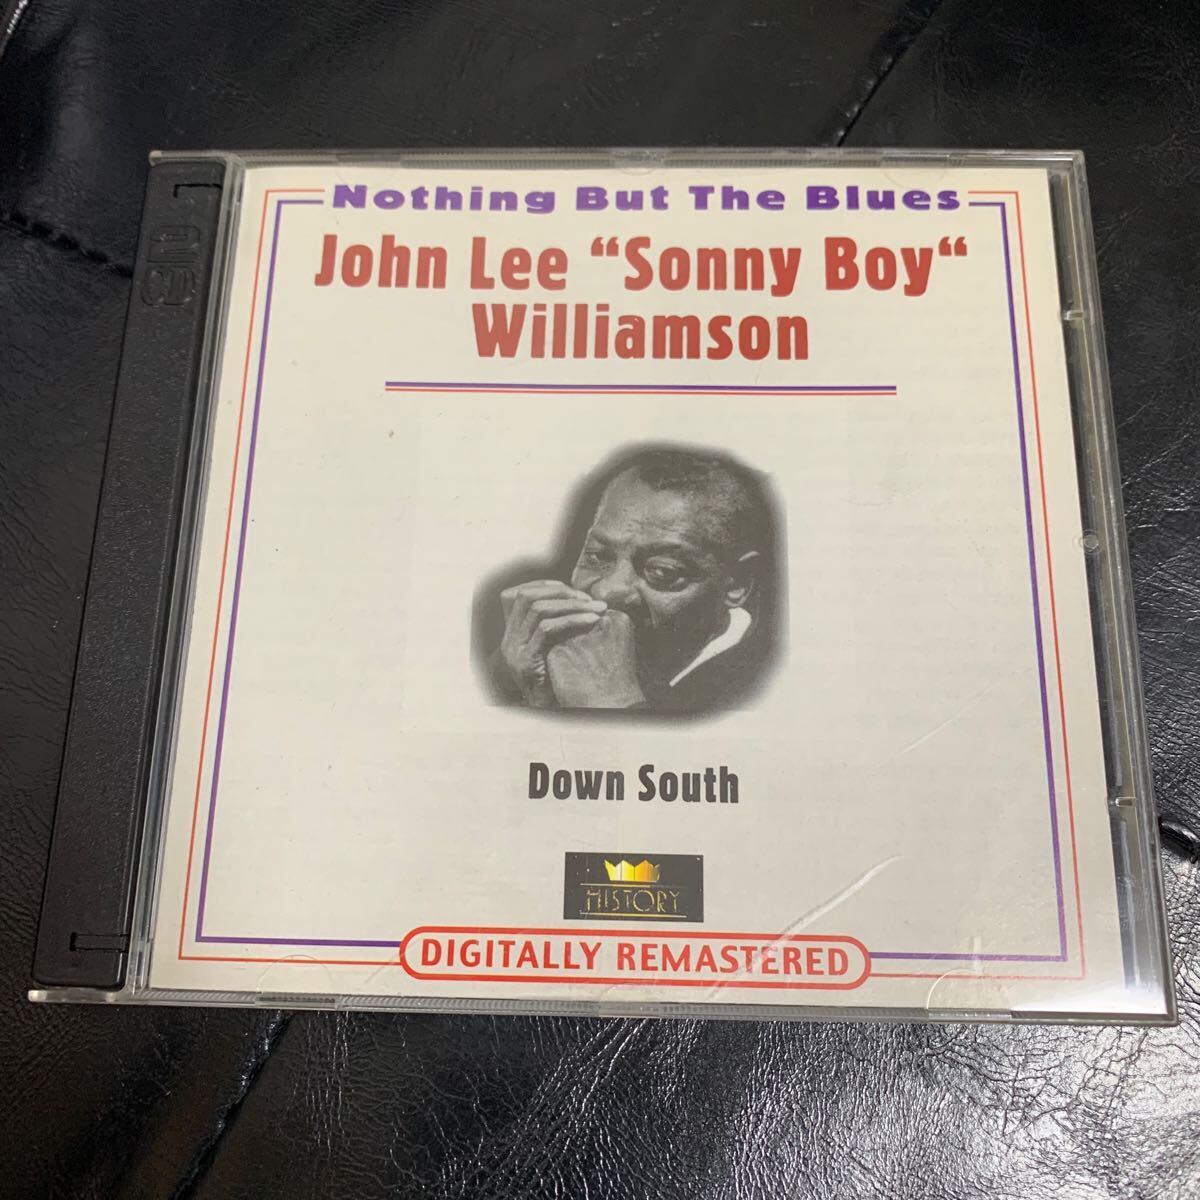 Nothing But The Blues
John Lee “Sonny Boy“
Williamson
Down South
HISTORY
DIGITALLY REMASTERED